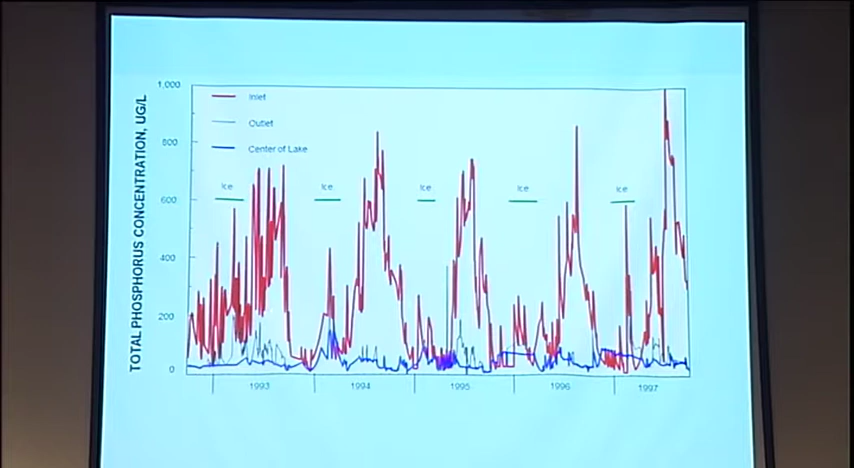 TOTAL PHOSPHORUS CONCENTRATION, UG/L
1,000
800
600
400
200
0
Inlet
Outlet
Center of Lake
Ice
Ice
Ice
Ice
Ice
1993
1994
1995
1996
1997